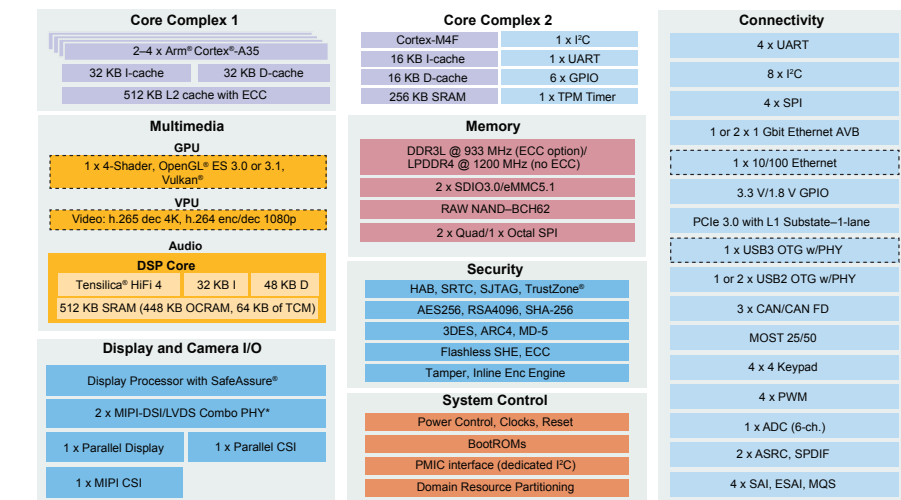 Core Complex 1
2–4 x Arm® Cortex®-A35
32 KB I-cache
32 KB D-cache
512 KB L2 cache with ECC
Multimedia
GPU
1 x 4-Shader, OpenGL® ES 3.0 or 3.1,
Vulkan®
VPU
Video: h.265 dec 4K, h.264 enc/dec 1080p
Audio
DSP Core
Tensilica® HiFi 4
32 KB I
48 KB D
512 KB SRAM (448 KB OCRAM, 64 KB of TCM)
Display and Camera I/O
Display Processor with SafeAssure®
2 x MIPI-DSI/LVDS Combo PHY*
1 x Parallel Display
1 x Parallel CSI
1 x MIPI CSI
Core Complex 2
Cortex-M4F
1 x I²C
16 KB I-cache
1 x UART
16 KB D-cache
6 x GPIO
256 KB SRAM
1 x TPM Timer
Memory
DDR3L @ 933 MHz (ECC option)/
LPDDR4 @ 1200 MHz (no ECC)
2 x SDIO3.0/eMMC5.1
RAW NAND–BCH62
2 x Quad/1 x Octal SPI
Security
HAB, SRTC, SJTAG, TrustZone®
AES256, RSA4096, SHA-256
3DES, ARC4, MD-5
Flashless SHE, ECC
Tamper, Inline Enc Engine
System Control
Power Control, Clocks, Reset
BootROMs
PMIC interface (dedicated I²C)
Domain Resource Partitioning
Connectivity
4 x UART
8 x I²C
4 x SPI
1 or 2 x 1 Gbit Ethernet AVB
1 x 10/100 Ethernet
3.3 V/1.8 V GPIO
PCIe 3.0 with L1 Substate–1-lane
1 x USB3 OTG w/PHY
1 or 2 x USB2 OTG w/PHY
3 x CAN/CAN FD
MOST 25/50
4 x 4 Keypad
4 x PWM
1 x ADC (6-ch.)
2 x ASRC, SPDIF
4 x SAI, ESAI, MQS